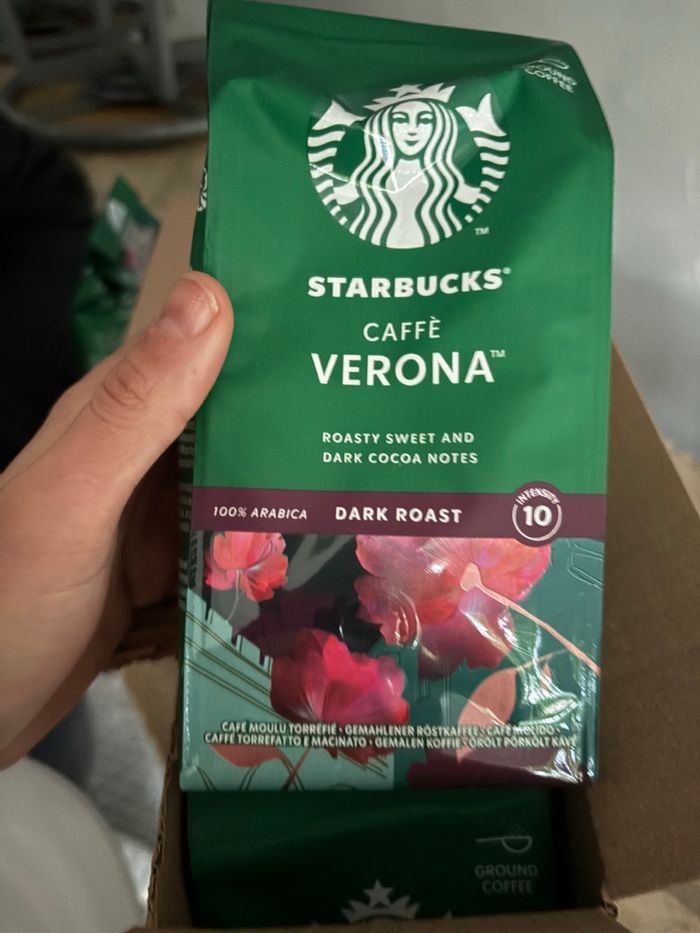 GROUND
COFFEE
TM
STARBUCKS®
CAFFÈ
VERONA™
ROASTY SWEET AND
DARK COCOA NOTES
100% ARABICA DARK ROAST INTENSITY 10
CAFÉ MOULU TORRÉFIÉ • GEMAHLENER RÖSTKAFFEE • CAFÉ MOLIDO •
CAFFÈ TORREFATTO E MACINATO • GEMALEN KOFFIE • ŐRÖLT PÖRKÖLT KÁVÉ
GROUND
COFFEE